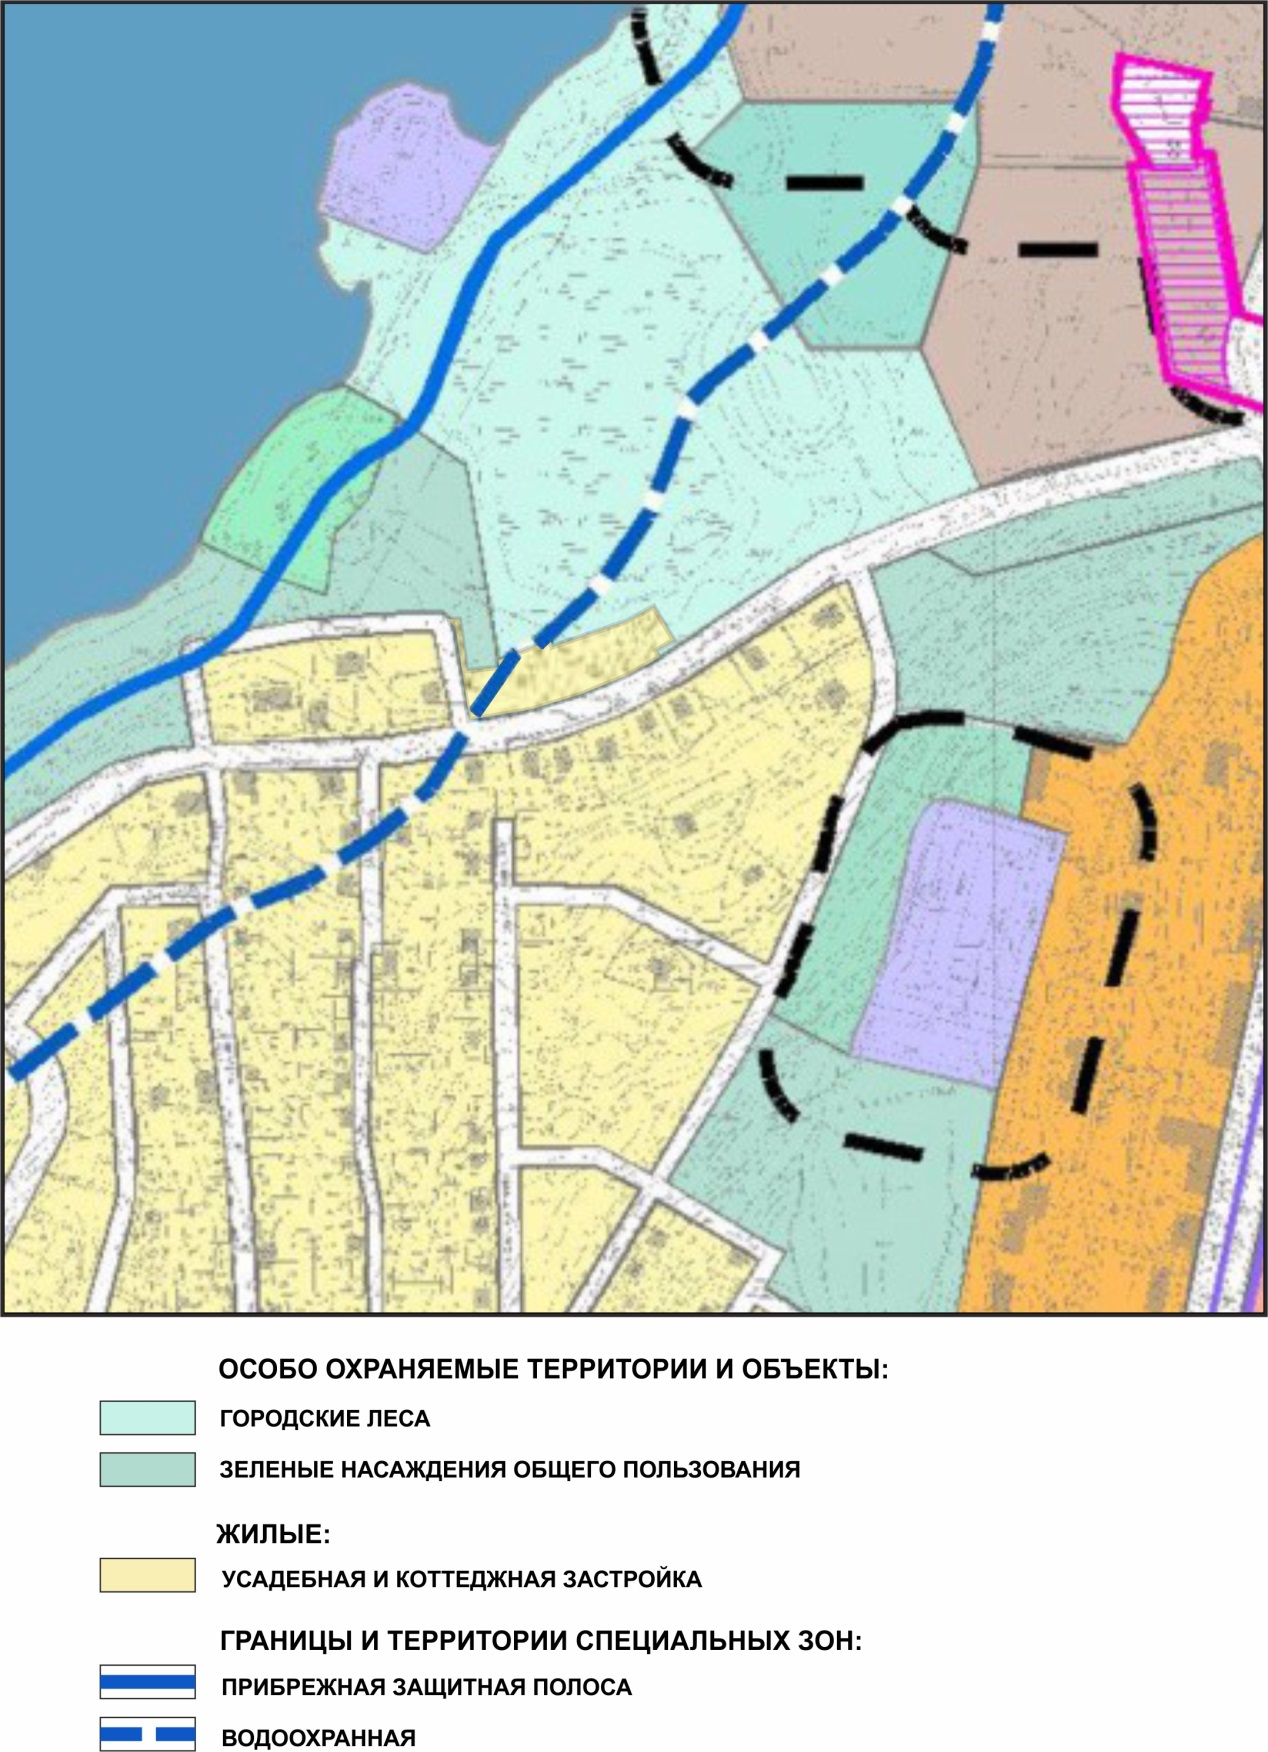 ОСОБО ОХРАНЯЕМЫЕ ТЕРРИТОРИИ И ОБЪЕКТЫ:
ГОРОДСКИЕ ЛЕСА
ЗЕЛЕНЫЕ НАСАЖДЕНИЯ ОБЩЕГО ПОЛЬЗОВАНИЯ
ЖИЛЫЕ:
УСАДЕБНАЯ И КОТТЕДЖНАЯ ЗАСТРОЙКА
ГРАНИЦЫ И ТЕРРИТОРИИ СПЕЦИАЛЬНЫХ ЗОН:
ПРИБРЕЖНАЯ ЗАЩИТНАЯ ПОЛОСА
ВОДООХРАННАЯ